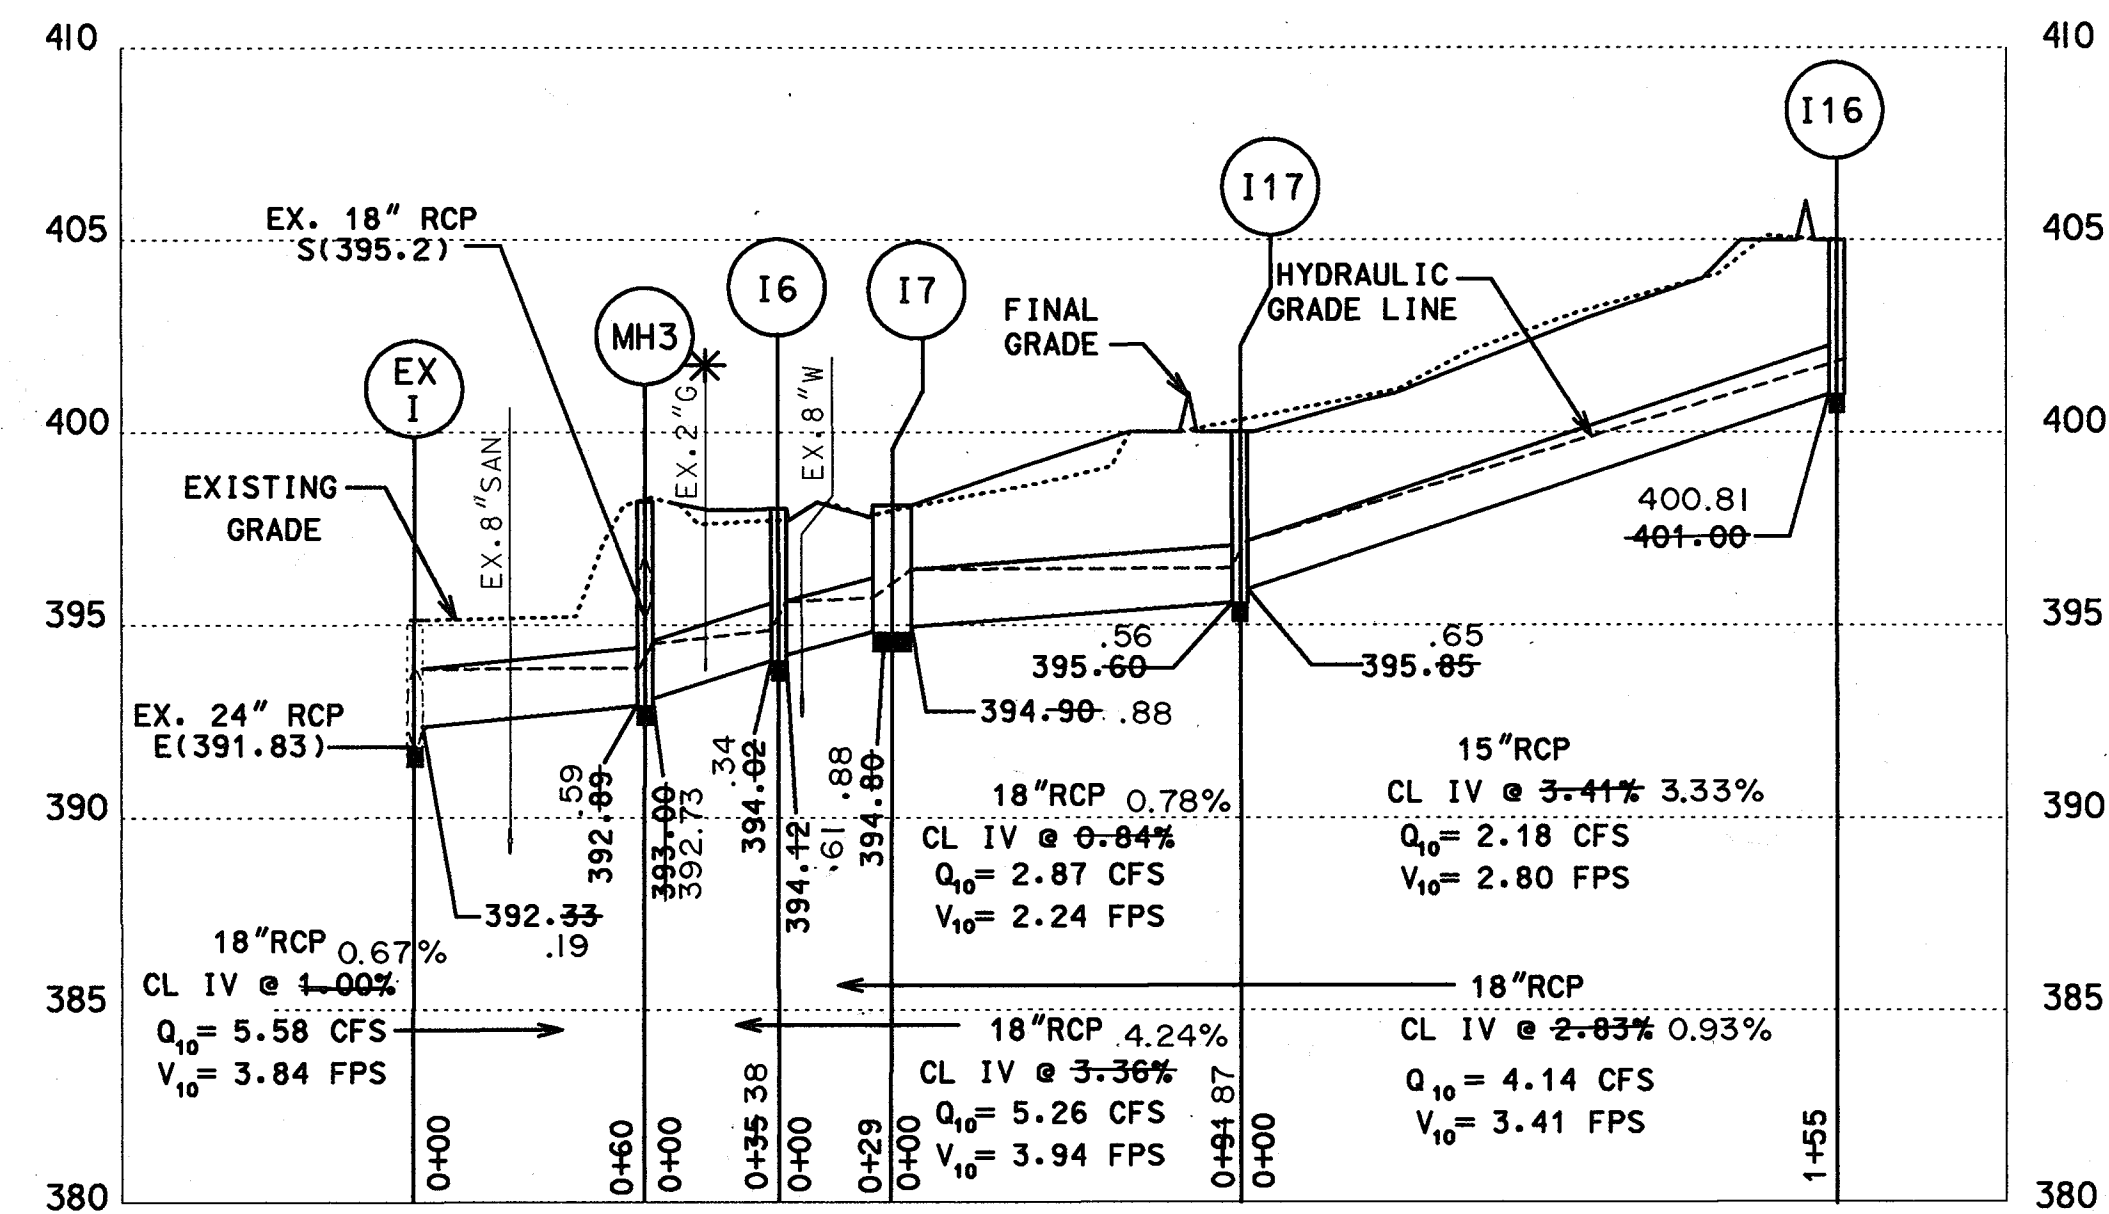 410
410
I16
I17
EX. 18" RCP
S(395.2)
405
405
I6
I7
HYDRAULIC
GRADE LINE
FINAL
GRADE
MH3
EX
I
EX.2"G
EX.8"W
400
400
EX.8"SAN
EXISTING
GRADE
400.81
401.00
395
395
.56
395.60
.65
395.85
394.90 .88
EX. 24" RCP
E(391.83)
.59
392.89
393.00
392.73
.34
394.02
394.12
.61
.88
394.80
390
390
18"RCP 0.78%
CL IV @ 0.84%
Q10= 2.87 CFS
V10= 2.24 FPS
15"RCP
CL IV @ 3.41% 3.33%
Q10= 2.18 CFS
V10= 2.80 FPS
392.33
.19
18"RCP 0.67%
CL IV @ 1.00%
Q10= 5.58 CFS
V10= 3.84 FPS
385
385
18"RCP 4.24%
CL IV @ 3.36%
Q10= 5.26 CFS
V10= 3.94 FPS
18"RCP
CL IV @ 2.83% 0.93%
Q10= 4.14 CFS
V10= 3.41 FPS
0+00
0+60
0+00
0+35 38
0+00
0+29
0+00
0+91 87
0+00
1+55
380
380